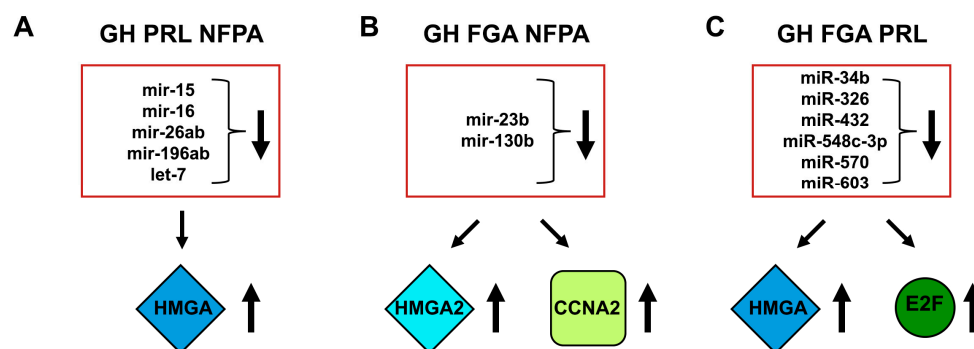 A GH PRL NFPA
mir-15
mir-16
mir-26ab
mir-196ab
let-7
HMGA
B GH FGA NFPA
mir-23b
mir-130b
HMGA2 CCNA2
C GH FGA PRL
miR-34b
miR-326
miR-432
miR-548c-3p
miR-570
miR-603
HMGA E2F